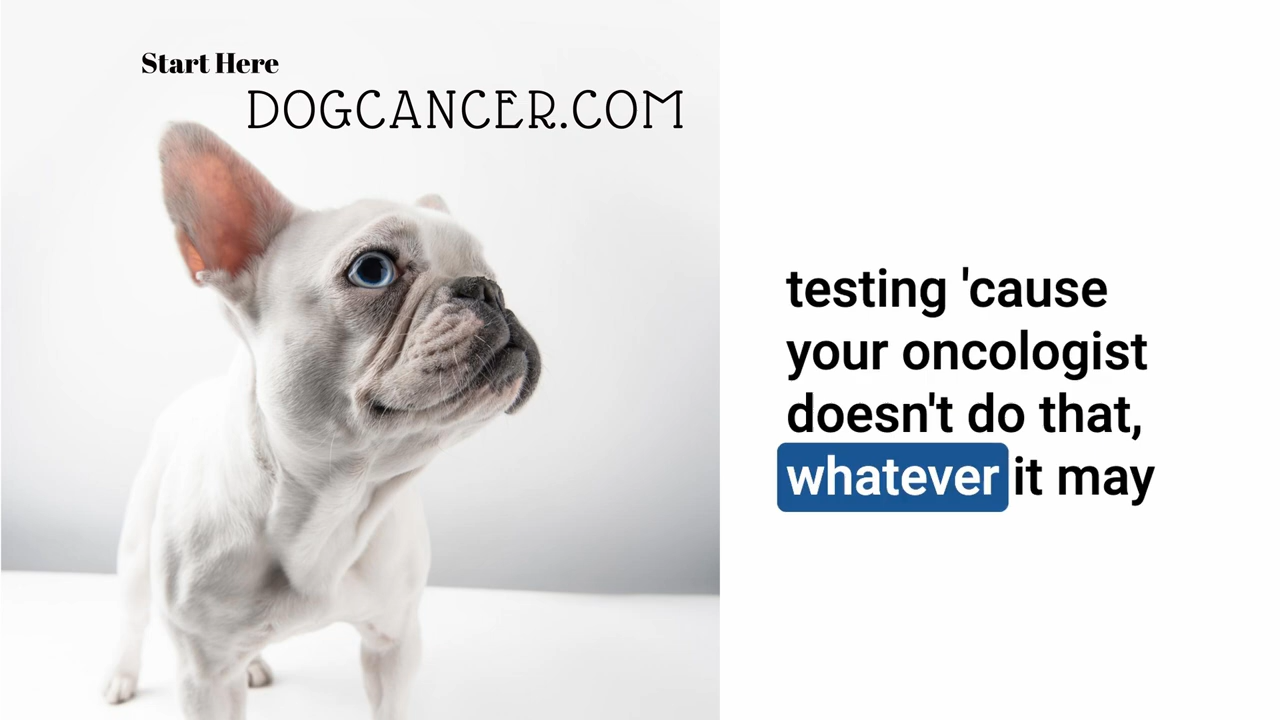 Start Here
DOGCANCER.COM
testing 'cause
your oncologist
doesn't do that,
whatever it may